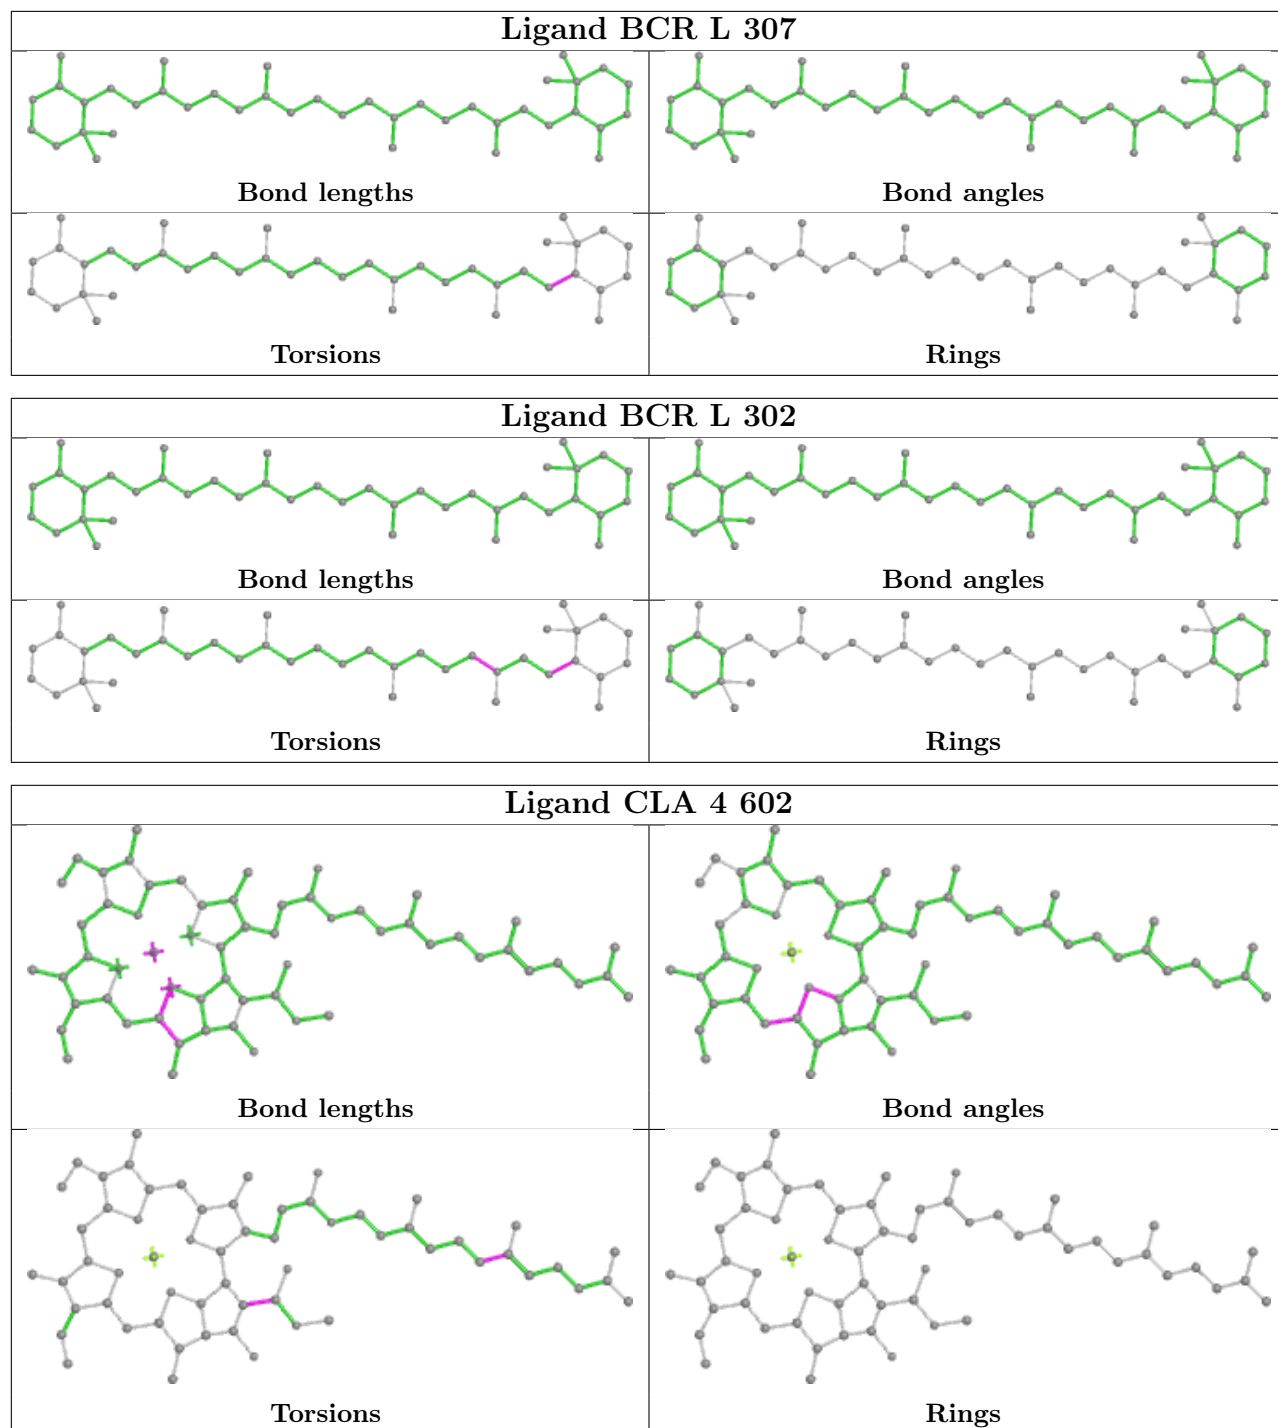 Ligand BCR L 307
Bond lengths
Bond angles
Torsions
Rings
Ligand BCR L 302
Bond lengths
Bond angles
Torsions
Rings
Ligand CLA 4 602
Bond lengths
Bond angles
Torsions
Rings